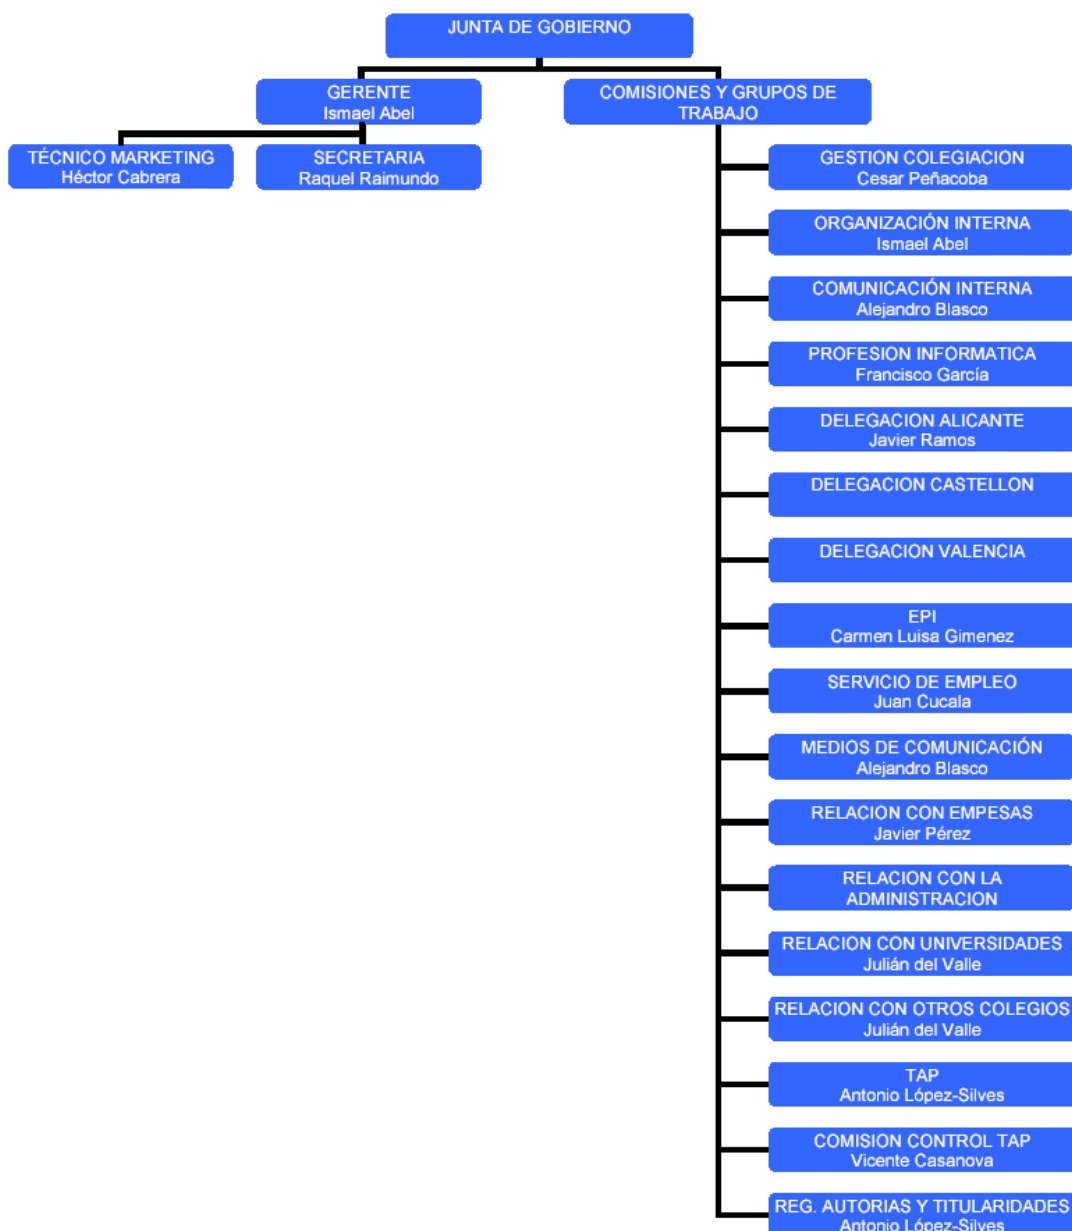 JUNTA DE GOBIERNO
GERENTE
Ismael Abel
COMISIONES Y GRUPOS DE
TRABAJO
TÉCNICO MARKETING
Héctor Cabrera
SECRETARIA
Raquel Raimundo
GESTION COLEGIACION
Cesar Peñacoba
ORGANIZACIÓN INTERNA
Ismael Abel
COMUNICACIÓN INTERNA
Alejandro Blasco
PROFESION INFORMATICA
Francisco García
DELEGACION ALICANTE
Javier Ramos
DELEGACION CASTELLON
DELEGACION VALENCIA
EPI
Carmen Luisa Gimenez
SERVICIO DE EMPLEO
Juan Cucala
MEDIOS DE COMUNICACIÓN
Alejandro Blasco
RELACION CON EMPESAS
Javier Pérez
RELACION CON LA
ADMINISTRACION
RELACION CON UNIVERSIDADES
Julián del Valle
RELACION CON OTROS COLEGIOS
Julián del Valle
TAP
Antonio López-Silves
COMISION CONTROL TAP
Vicente Casanova
REG. AUTORIAS Y TITULARIDADES
Antonio López-Silves